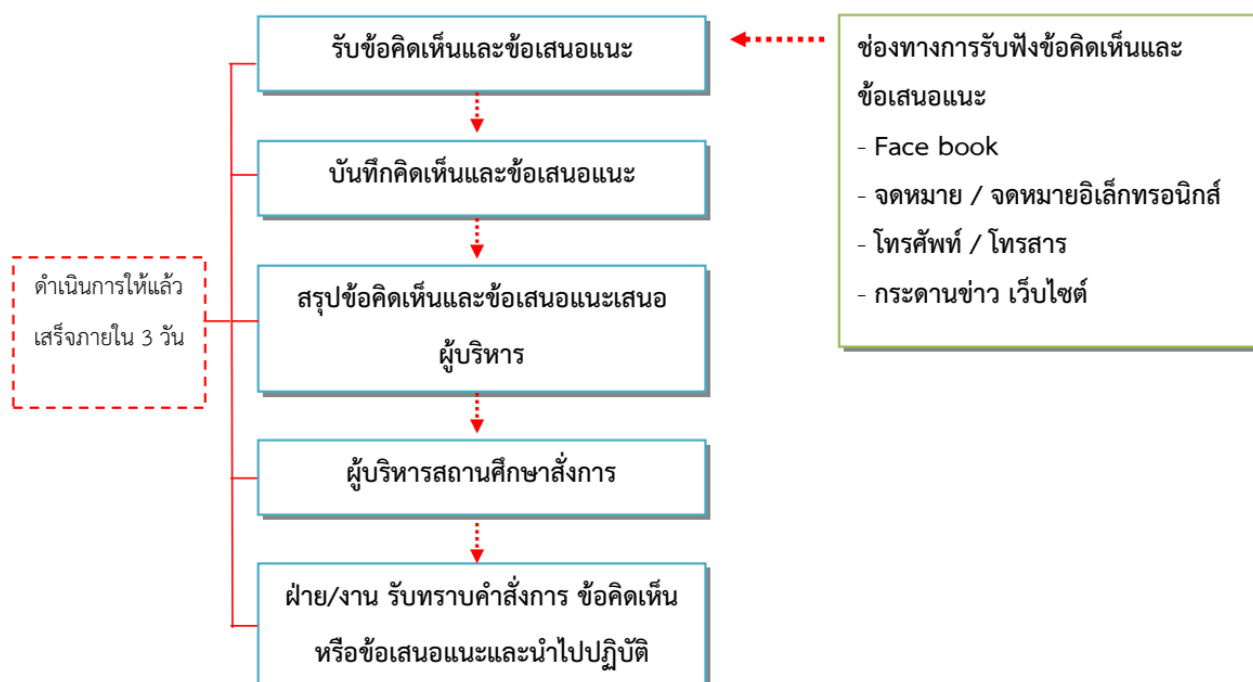 รับข้อคิดเห็นและข้อเสนอแนะ
ช่องทางการรับฟังข้อคิดเห็นและ
ข้อเสนอแนะ
- Face book
- จดหมาย / จดหมายอิเล็กทรอนิกส์
- โทรศัพท์ / โทรสาร
- กระดานข่าว เว็บไซต์
บันทึกคิดเห็นและข้อเสนอแนะ
ดำเนินการให้แล้ว
เสร็จภายใน 3 วัน
สรุปข้อคิดเห็นและข้อเสนอแนะเสนอ
ผู้บริหาร
ผู้บริหารสถานศึกษาสั่งการ
ฝ่าย/งาน รับทราบคำสั่งการ ข้อคิดเห็น
หรือข้อเสนอแนะและนำไปปฏิบัติ